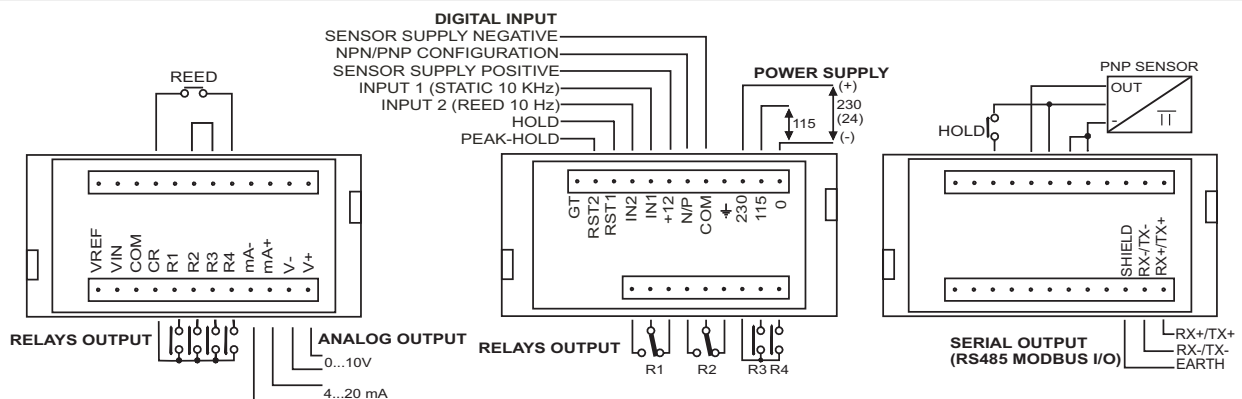 REED
VREF
VIN
COM
CR
R1
R2
R3
R4
mA-
mA+
V-
V+
RELAYS OUTPUT
ANALOG OUTPUT
0...10V
4...20 mA
DIGITAL INPUT
SENSOR SUPPLY NEGATIVE
NPN/PNP CONFIGURATION
SENSOR SUPPLY POSITIVE
INPUT 1 (STATIC 10 KHz)
INPUT 2 (REED 10 Hz)
HOLD
PEAK-HOLD
POWER SUPPLY
(+)
230
(24)
115
(-)
GT
RST2
RST1
IN2
IN1
+12
N/P
COM
230
115
0
RELAYS OUTPUT
R1
R2
R3 R4
PNP SENSOR
OUT
-
HOLD
SHIELD
RX-/TX-
RX+/TX+
SERIAL OUTPUT
(RS485 MODBUS I/O)
RX+/TX+
RX-/TX-
EARTH